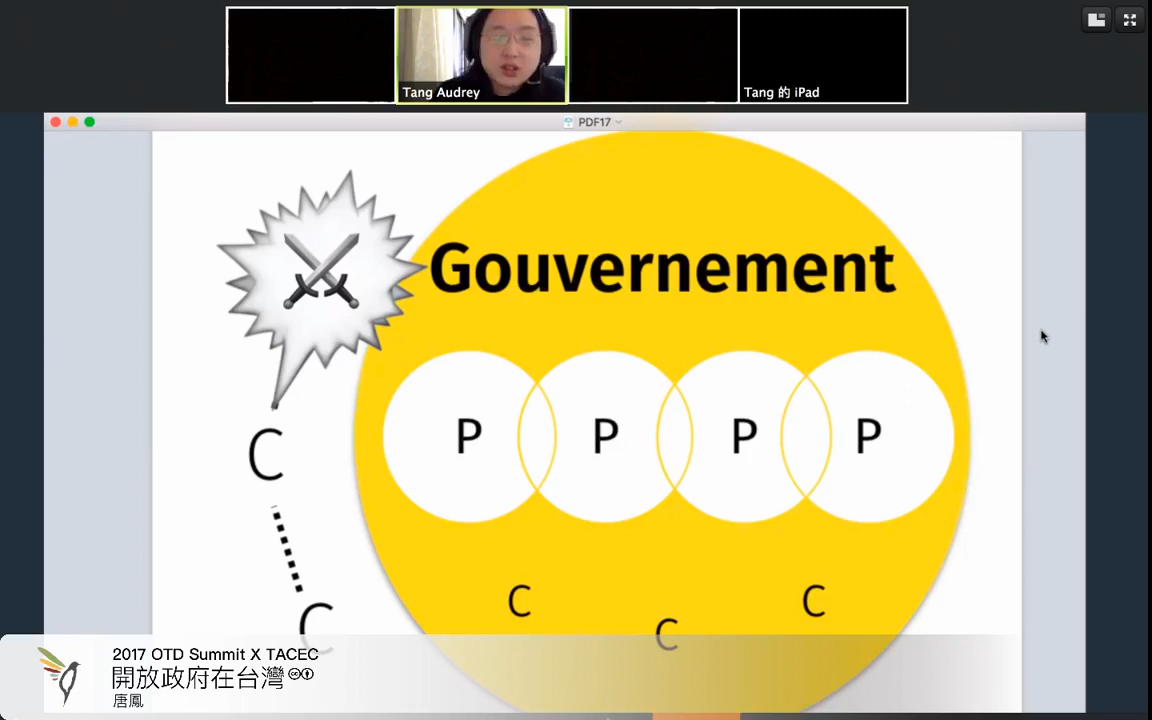 Tang Audrey
Tang 的 iPad
PDF17
Gouvernement
P P P P
C
C C
C C
2017 OTD Summit X TACEC
開放政府在台灣
唐鳳